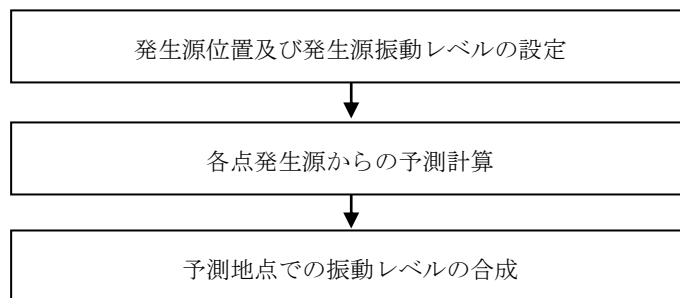 発生源位置及び発生源振動レベルの設定
各点発生源からの予測計算
予測地点での振動レベルの合成